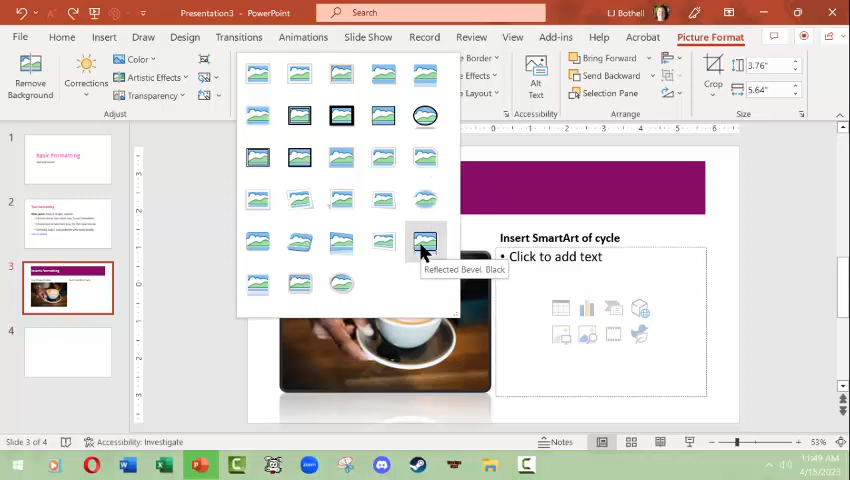 Presentation3 - PowerPoint
Search
LJ Bothell
File Home Insert Draw Design Transitions Animations Slide Show Record Review View Add-ins Help Acrobat Picture Format
Remove Background
Corrections
Color
Artistic Effects
Transparency
Adjust
Border
Effects
Layout
Alt Text
Accessibility
Bring Forward
Send Backward
Selection Pane
Arrange
Crop
3.76"
5.64"
Size
1
Basic Formatting
2
3
4
Insert SmartArt of cycle
• Click to add text
Reflected Bevel, Black
Slide 3 of 4
Accessibility: Investigate
Notes
53%
11:49 AM
4/15/2023